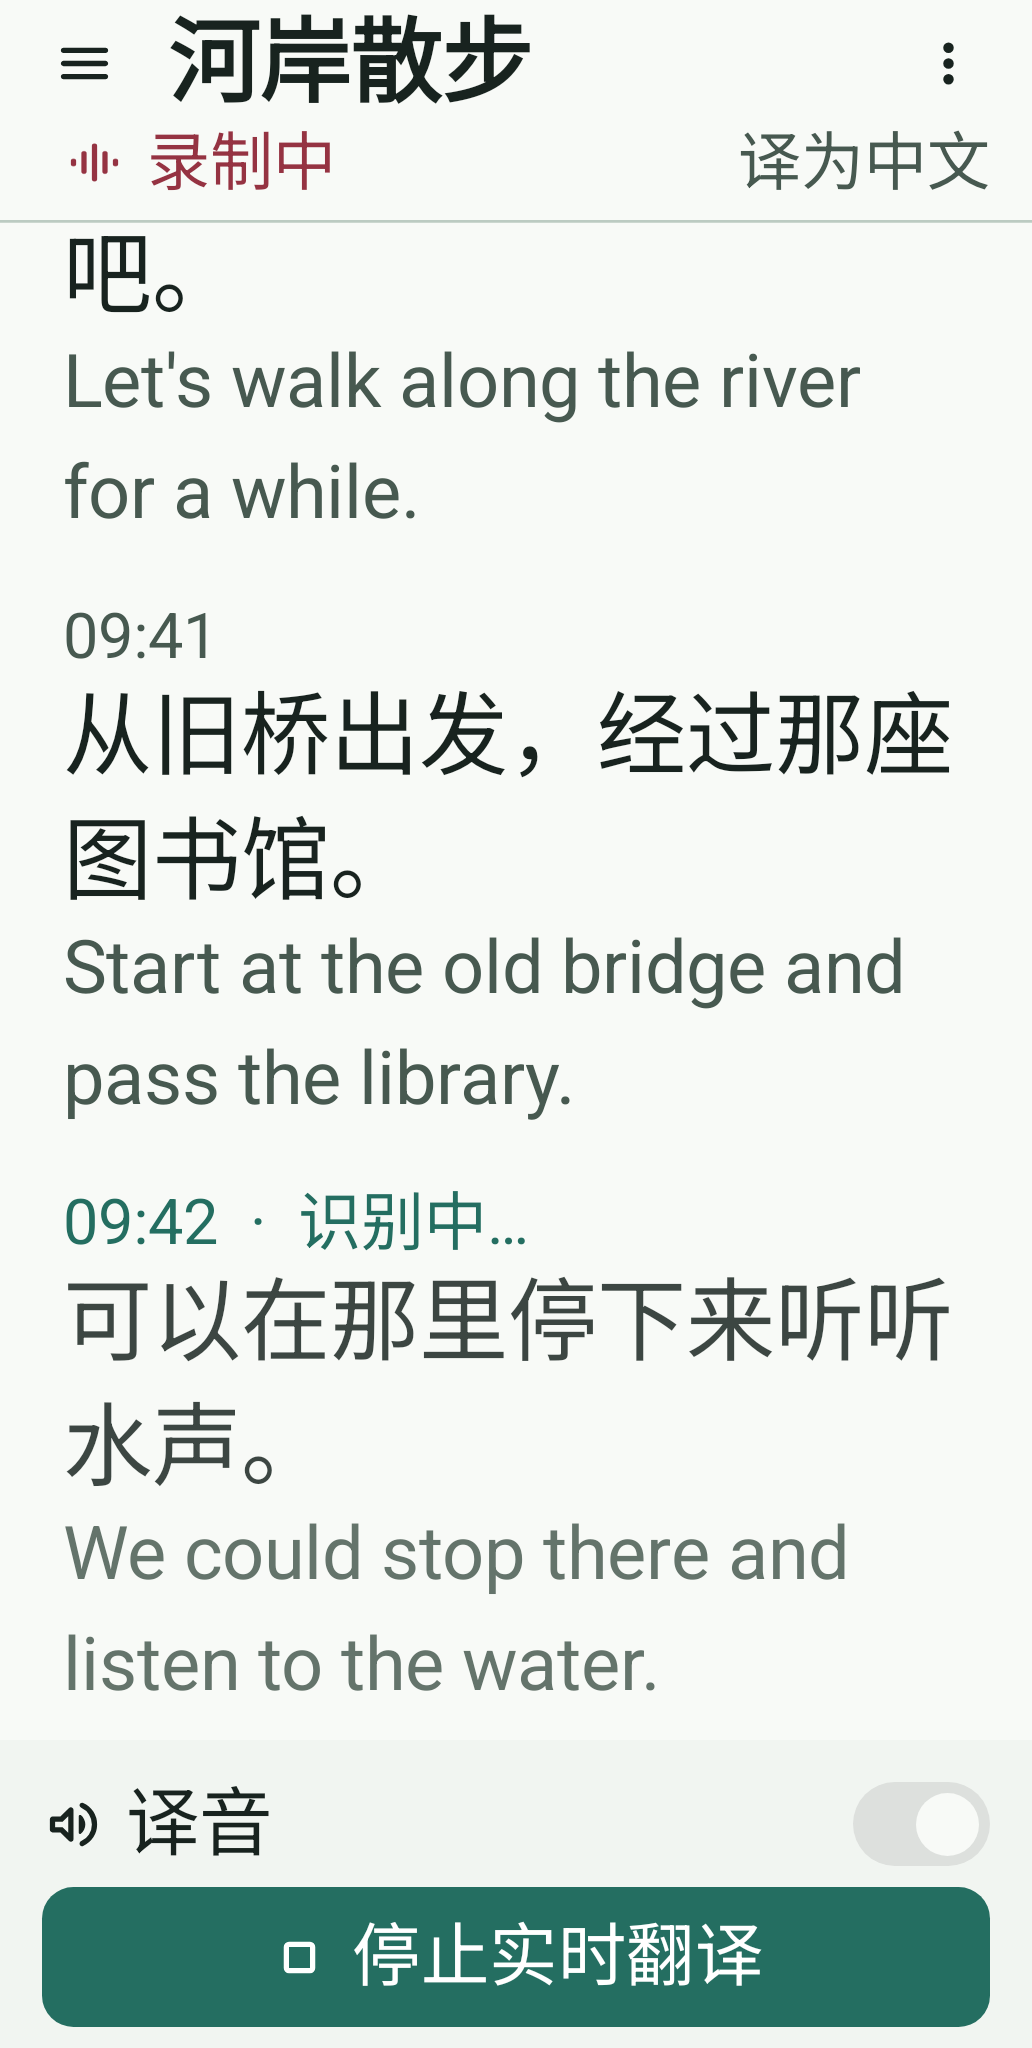 河岸散步
录制中
译为中文
吧。
Let's walk along the river
for a while.
09:41
从旧桥出发，经过那座
图书馆。
Start at the old bridge and
pass the library.
09:42 · 识别中...
可以在那里停下来听听
水声。
We could stop there and
listen to the water.
译音
停止实时翻译